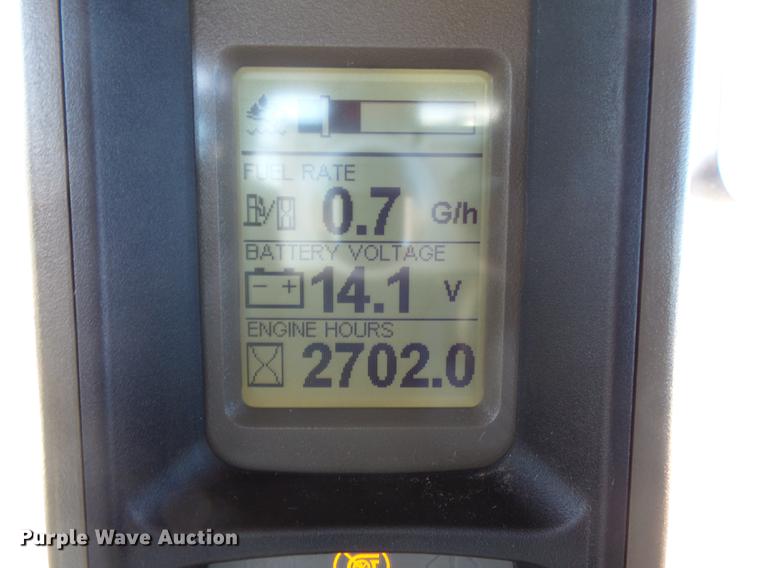 FUEL RATE
0.7 G/h
BATTERY VOLTAGE
14.1 V
ENGINE HOURS
2702.0
Purple Wave Auction